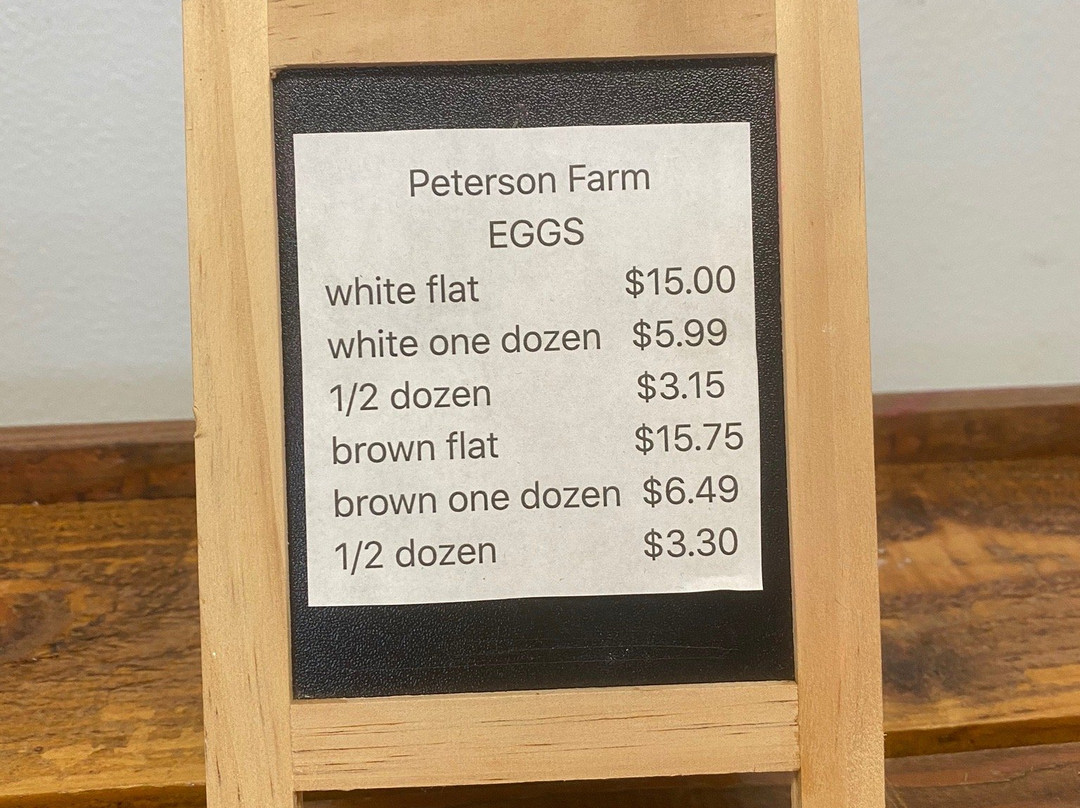 Peterson Farm
EGGS
white flat $15.00
white one dozen $5.99
1/2 dozen $3.15
brown flat $15.75
brown one dozen $6.49
1/2 dozen $3.30